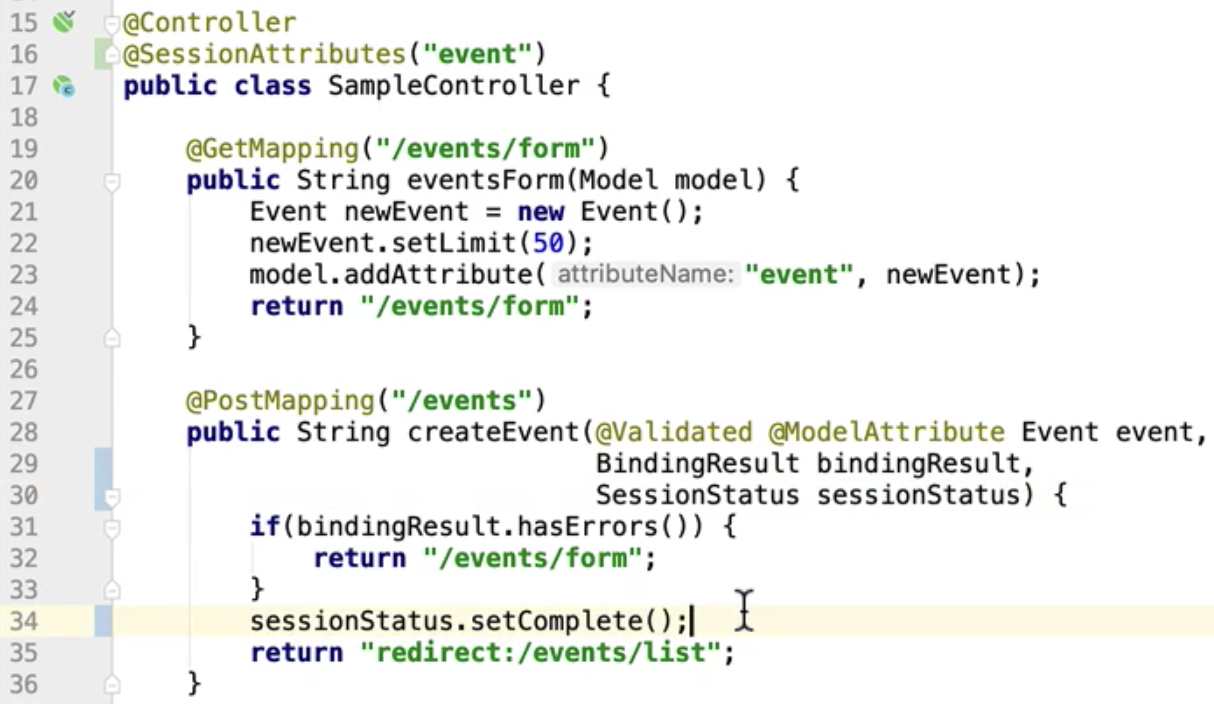 15 @Controller
16 @SessionAttributes("event")
17 public class SampleController {
18
19 @GetMapping("/events/form")
20 public String eventsForm(Model model) {
21 Event newEvent = new Event();
22 newEvent.setLimit(50);
23 model.addAttribute( attributeName: "event", newEvent);
24 return "/events/form";
25 }
26
27 @PostMapping("/events")
28 public String createEvent(@Validated @ModelAttribute Event event,
29 BindingResult bindingResult,
30 SessionStatus sessionStatus) {
31 if(bindingResult.hasErrors()) {
32 return "/events/form";
33 }
34 sessionStatus.setComplete();
35 return "redirect:/events/list";
36 }